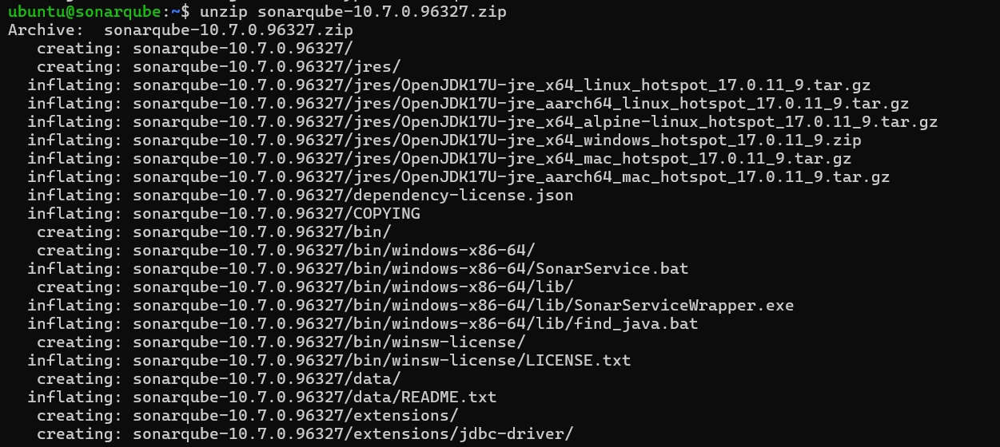 ubuntu@sonarqube:~$ unzip sonarqube-10.7.0.96327.zip
Archive:  sonarqube-10.7.0.96327.zip
   creating: sonarqube-10.7.0.96327/
   creating: sonarqube-10.7.0.96327/jres/
  inflating: sonarqube-10.7.0.96327/jres/OpenJDK17U-jre_x64_linux_hotspot_17.0.11_9.tar.gz
  inflating: sonarqube-10.7.0.96327/jres/OpenJDK17U-jre_aarch64_linux_hotspot_17.0.11_9.tar.gz
  inflating: sonarqube-10.7.0.96327/jres/OpenJDK17U-jre_x64_alpine-linux_hotspot_17.0.11_9.tar.gz
  inflating: sonarqube-10.7.0.96327/jres/OpenJDK17U-jre_x64_windows_hotspot_17.0.11_9.zip
  inflating: sonarqube-10.7.0.96327/jres/OpenJDK17U-jre_x64_mac_hotspot_17.0.11_9.tar.gz
  inflating: sonarqube-10.7.0.96327/jres/OpenJDK17U-jre_aarch64_mac_hotspot_17.0.11_9.tar.gz
  inflating: sonarqube-10.7.0.96327/dependency-license.json
  inflating: sonarqube-10.7.0.96327/COPYING
   creating: sonarqube-10.7.0.96327/bin/
   creating: sonarqube-10.7.0.96327/bin/windows-x86-64/
  inflating: sonarqube-10.7.0.96327/bin/windows-x86-64/SonarService.bat
   creating: sonarqube-10.7.0.96327/bin/windows-x86-64/lib/
  inflating: sonarqube-10.7.0.96327/bin/windows-x86-64/lib/SonarServiceWrapper.exe
  inflating: sonarqube-10.7.0.96327/bin/windows-x86-64/lib/find_java.bat
   creating: sonarqube-10.7.0.96327/bin/winsw-license/
  inflating: sonarqube-10.7.0.96327/bin/winsw-license/LICENSE.txt
   creating: sonarqube-10.7.0.96327/data/
  inflating: sonarqube-10.7.0.96327/data/README.txt
   creating: sonarqube-10.7.0.96327/extensions/
   creating: sonarqube-10.7.0.96327/extensions/jdbc-driver/